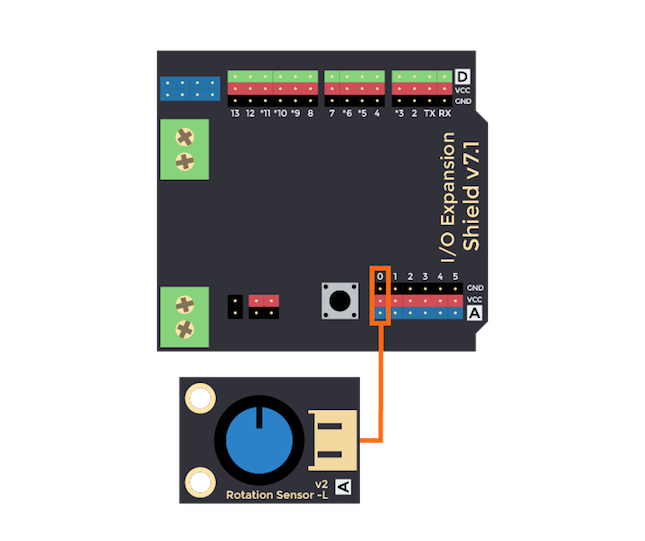 D
VCC
GND
13 12 *11 *10 *9 8 7 *6 *5 4 *3 2 TX RX
I/O Expansion
Shield v7.1
0 1 2 3 4 5
GND
VCC
A
v2
Rotation Sensor -L
A